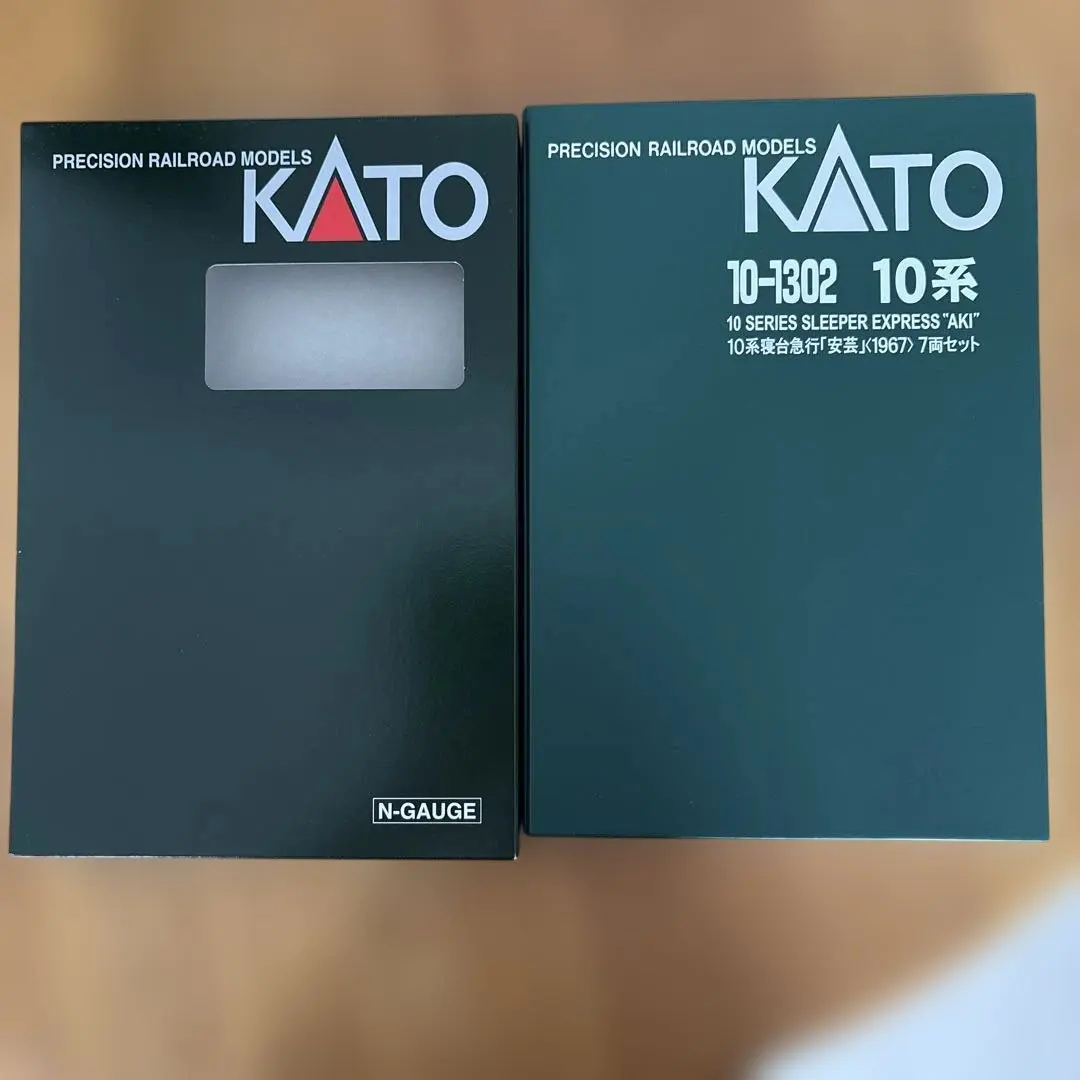 PRECISION RAILROAD MODELS
KATO
N-GAUGE
PRECISION RAILROAD MODELS
KATO
10-1302 10系
10 SERIES SLEEPER EXPRESS "AKI"
10系寝台急行「安芸」〈1967〉 7両セット